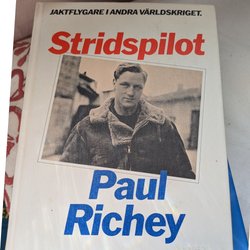 JAKTFLYGARE I ANDRA VÄRLDSKRIGET.
Stridspilot
Paul
Richey